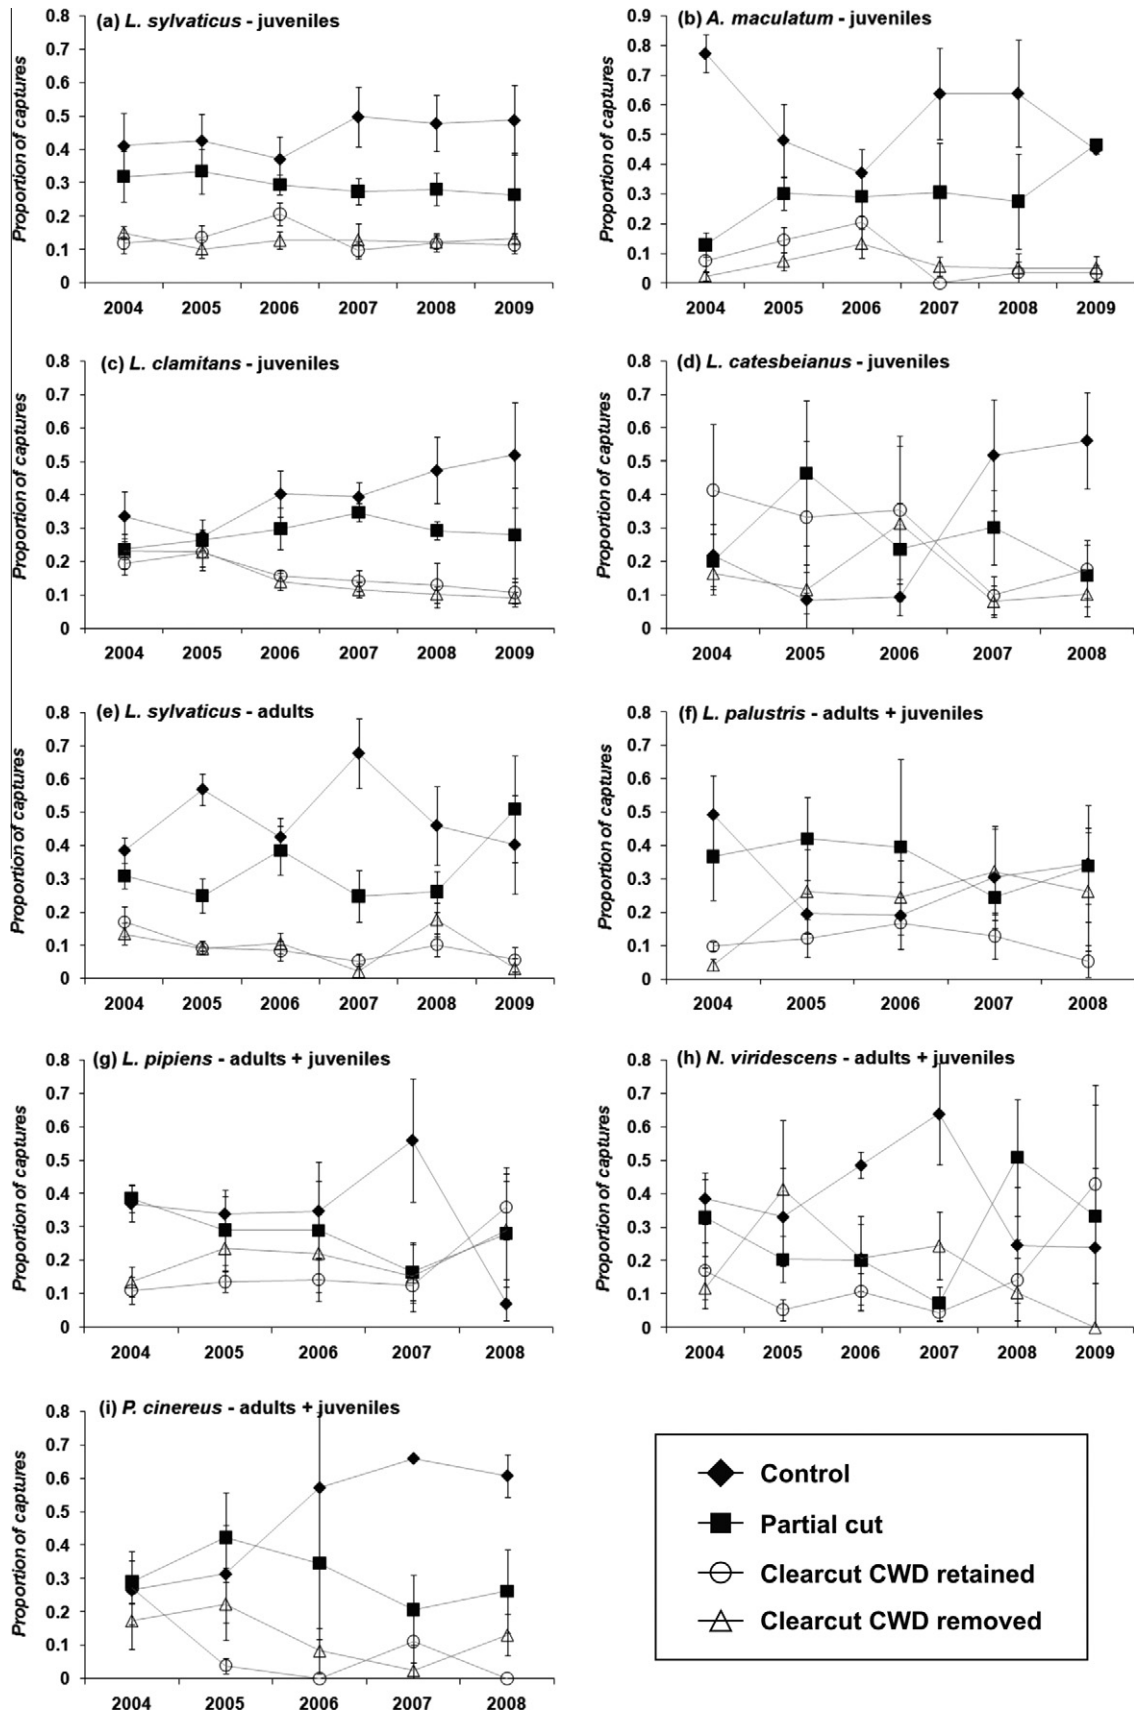 (a) L. sylvaticus - juveniles
Proportion of captures
0.8
0.7
0.6
0.5
0.4
0.3
0.2
0.1
0
2004 2005 2006 2007 2008 2009
(b) A. maculatum - juveniles
Proportion of captures
0.9
0.8
0.7
0.6
0.5
0.4
0.3
0.2
0.1
0
2004 2005 2006 2007 2008 2009
(c) L. clamitans - juveniles
Proportion of captures
0.8
0.7
0.6
0.5
0.4
0.3
0.2
0.1
0
2004 2005 2006 2007 2008 2009
(d) L. catesbeianus - juveniles
Proportion of captures
0.8
0.7
0.6
0.5
0.4
0.3
0.2
0.1
0
2004 2005 2006 2007 2008
(e) L. sylvaticus - adults
Proportion of captures
0.8
0.7
0.6
0.5
0.4
0.3
0.2
0.1
0
2004 2005 2006 2007 2008 2009
(f) L. palustris - adults + juveniles
Proportion of captures
0.8
0.7
0.6
0.5
0.4
0.3
0.2
0.1
0
2004 2005 2006 2007 2008
(g) L. pipiens - adults + juveniles
Proportion of captures
0.8
0.7
0.6
0.5
0.4
0.3
0.2
0.1
0
2004 2005 2006 2007 2008
(h) N. viridescens - adults + juveniles
Proportion of captures
0.8
0.7
0.6
0.5
0.4
0.3
0.2
0.1
0
2004 2005 2006 2007 2008 2009
(i) P. cinereus - adults + juveniles
Proportion of captures
0.8
0.7
0.6
0.5
0.4
0.3
0.2
0.1
0
2004 2005 2006 2007 2008
Control
Partial cut
Clearcut CWD retained
Clearcut CWD removed